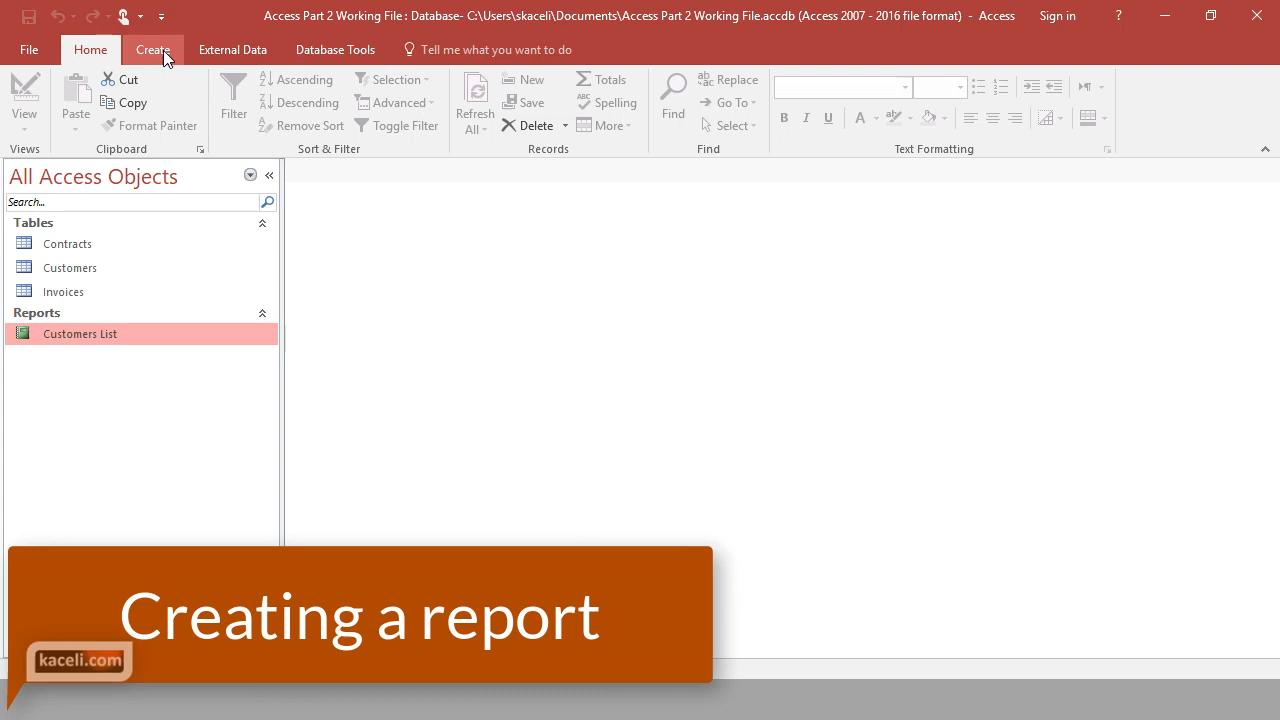 Access Part 2 Working File : Database- C:\Users\skaceli\Documents\Access Part 2 Working File.accdb (Access 2007 - 2016 file format) - Access
Sign in
?
File
Home
Create
External Data
Database Tools
Tell me what you want to do
View
Views
Paste
Cut
Copy
Format Painter
Clipboard
Filter
Ascending
Descending
Remove Sort
Selection
Advanced
Toggle Filter
Sort & Filter
Refresh
All
New
Save
Delete
Totals
Spelling
More
Records
Find
Replace
Go To
Select
Find
B I U A
Text Formatting
All Access Objects
Search...
Tables
Contracts
Customers
Invoices
Reports
Customers List
Creating a report
kaceli.com